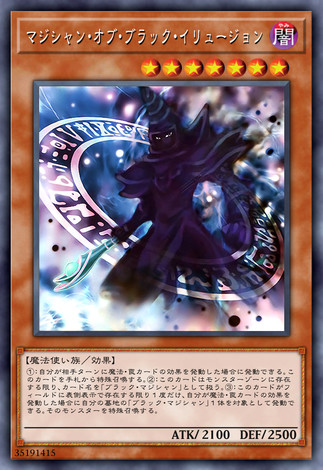 マジシャン・オブ・ブラック・イリュージョン
やみ
闇
【魔法使い族／効果】
①：自分が相手ターンに魔法・罠カードの効果を発動した場合に発動できる。こ
のカードを手札から特殊召喚する。②：このカードはモンスターゾーンに存在
する限り、カード名を「ブラック・マジシャン」として扱う。③：このカードがフ
ィールドに表側表示で存在する限り１度だけ、自分が魔法・罠カードの効果を
発動した場合に自分の墓地の「ブラック・マジシャン」１体を対象として発動でき
る。そのモンスターを特殊召喚する。
ATK/ 2100 DEF/2500
35191415